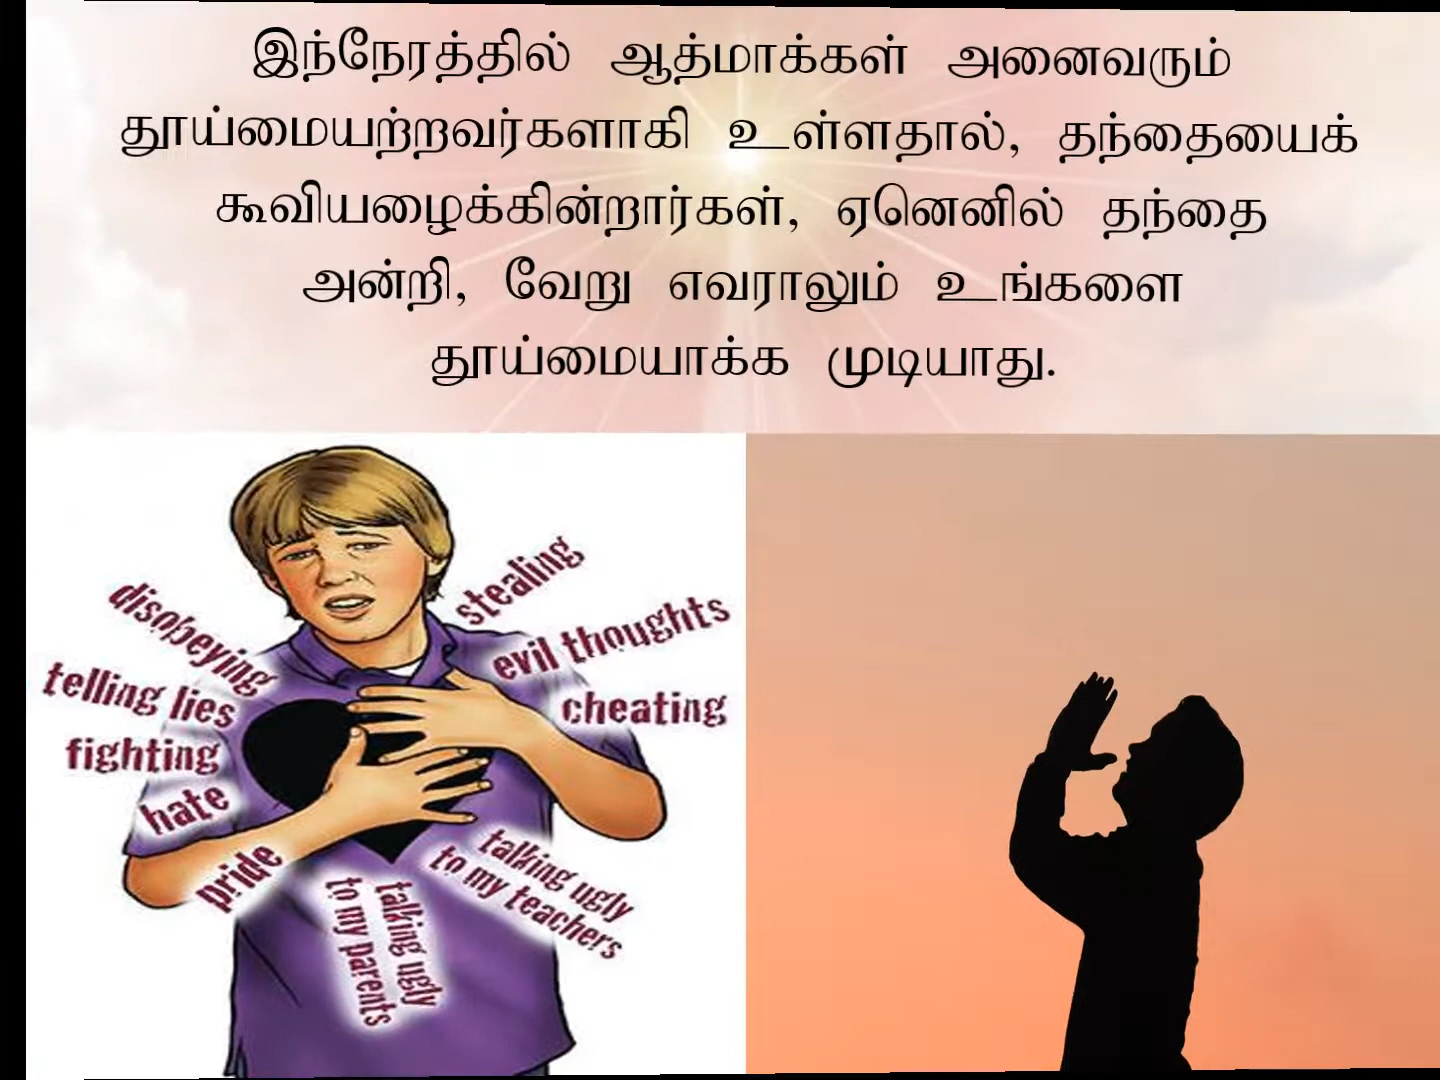 இந்நேரத்தில் ஆத்மாக்கள் அனைவரும்
தூய்மையற்றவர்களாகி உள்ளதால், தந்தையைக்
கூவியழைக்கின்றார்கள், ஏனெனில் தந்தை
அன்றி, வேறு எவராலும் உங்களை
தூய்மையாக்க முடியாது.
stealing
disobeying
evil thoughts
telling lies
cheating
fighting
hate
pride
talking ugly
to my teachers
talking ugly
to my parents